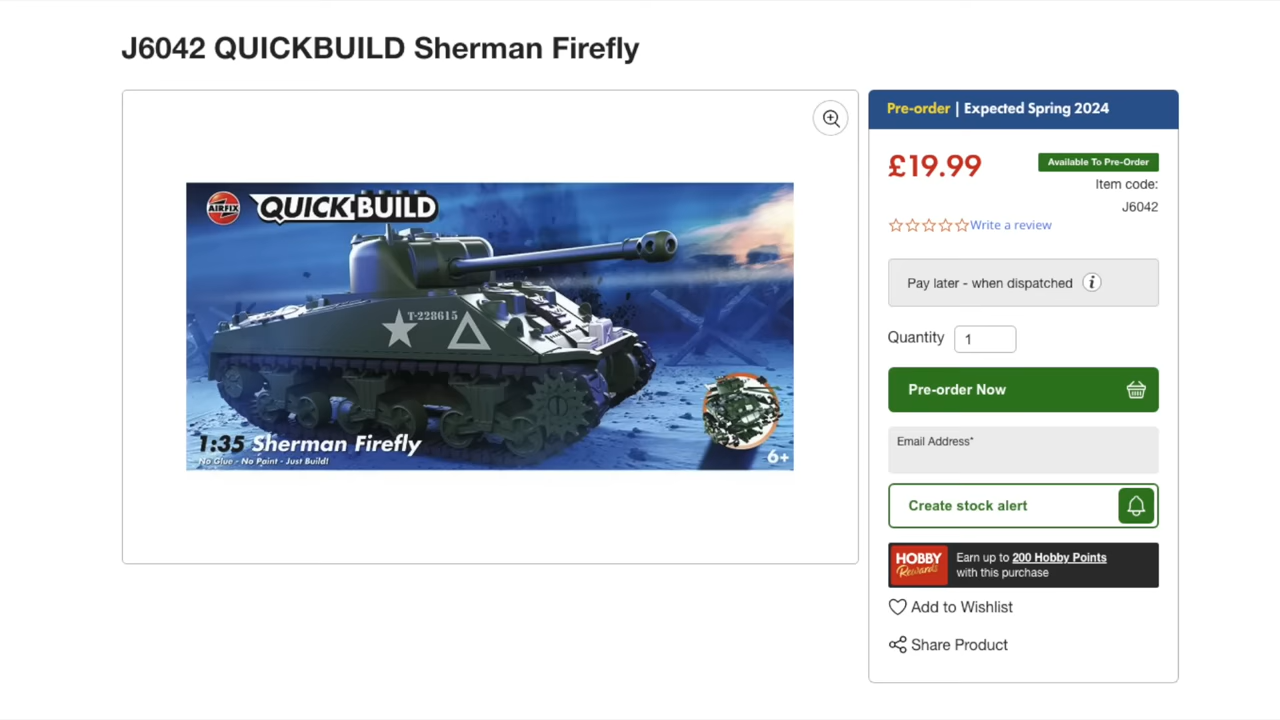 J6042 QUICKBUILD Sherman Firefly
AIRFIX
QUICKBUILD
T-228615
1:35 Sherman Firefly
No Glue - No Paint - Just Build!
6+
Pre-order | Expected Spring 2024
£19.99
Available To Pre-Order
Item code:
J6042
Write a review
Pay later - when dispatched i
Quantity 1
Pre-order Now
Email Address*
Create stock alert
HOBBY
Rewards
Earn up to 200 Hobby Points
with this purchase
Add to Wishlist
Share Product